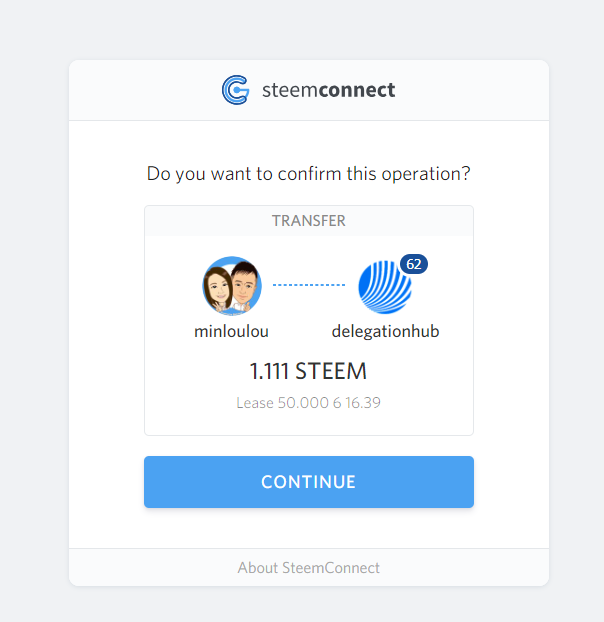 steemconnect
Do you want to confirm this operation?
TRANSFER
62
minloulou
delegationhub
1.111 STEEM
Lease 50.000 6 16.39
CONTINUE
About SteemConnect